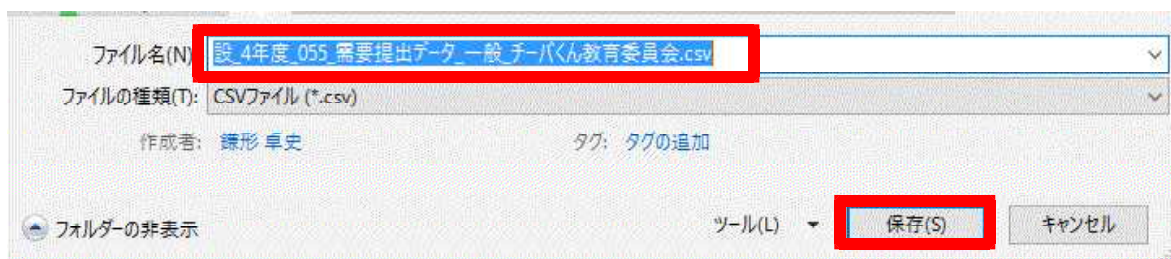 ファイル名(N)
設_4年度_055_需要提出データ_一般_チーバくん教育委員会.csv
ファイルの種類(T): CSVファイル (*.csv)
作成者: 鎌形 卓史 タグ: タグの追加
フォルダーの非表示 ツール(L) 保存(S) キャンセル